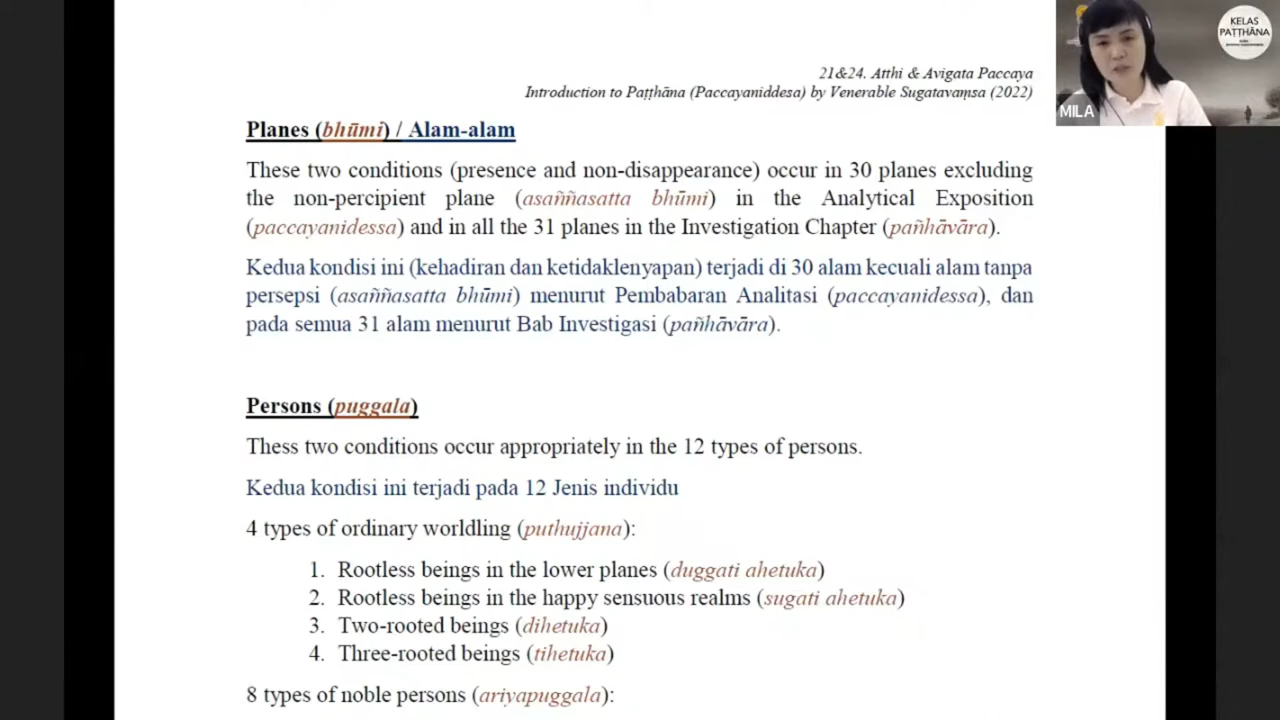 21&24. Atthi & Avigata Paccaya
Introduction to Paṭṭhāna (Paccayaniddesa) by Venerable Sugatavaṃsa (2022)
KELAS
PAṬṬHĀNA
MILA
Planes (bhūmi) / Alam-alam
These two conditions (presence and non-disappearance) occur in 30 planes excluding
the non-percipient plane (asaññasatta bhūmi) in the Analytical Exposition
(paccayanidessa) and in all the 31 planes in the Investigation Chapter (pañhāvāra).
Kedua kondisi ini (kehadiran dan ketidaklenyapan) terjadi di 30 alam kecuali alam tanpa
persepsi (asaññasatta bhūmi) menurut Pembabaran Analitasi (paccayanidessa), dan
pada semua 31 alam menurut Bab Investigasi (pañhāvāra).
Persons (puggala)
Thess two conditions occur appropriately in the 12 types of persons.
Kedua kondisi ini terjadi pada 12 Jenis individu
4 types of ordinary worldling (puthujjana):
1. Rootless beings in the lower planes (duggati ahetuka)
2. Rootless beings in the happy sensuous realms (sugati ahetuka)
3. Two-rooted beings (dihetuka)
4. Three-rooted beings (tihetuka)
8 types of noble persons (ariyapuggala):